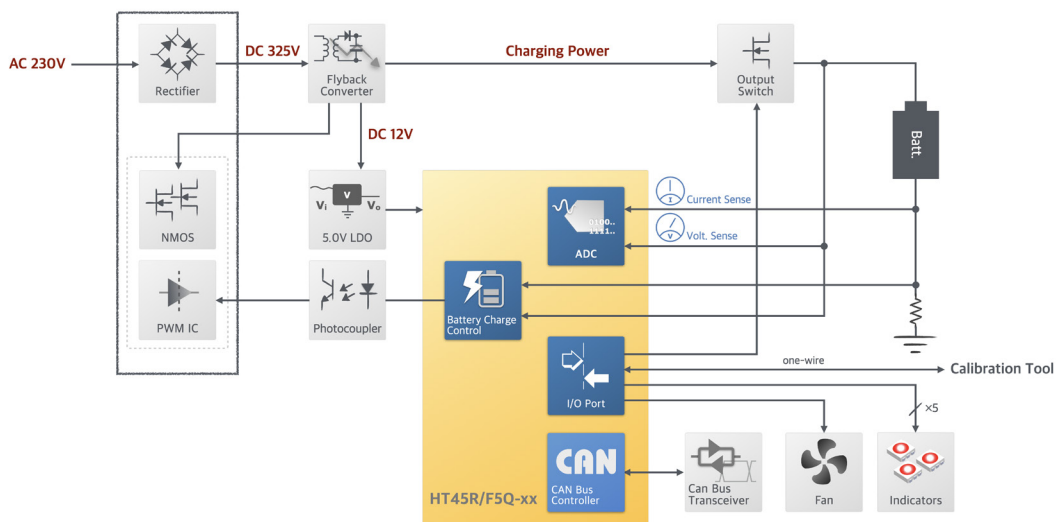 AC 230V
Rectifier
DC 325V
Flyback
Converter
Charging Power
Output
Switch
Batt.
DC 12V
NMOS
Vi
V
Vo
5.0V LDO
0100..
1111..
ADC
I
Current Sense
V
Volt. Sense
PWM IC
Photocoupler
Battery Charge
Control
I/O Port
one-wire
Calibration Tool
×5
CAN
CAN Bus
Controller
HT45R/F5Q-xx
Can Bus
Transceiver
Fan
Indicators